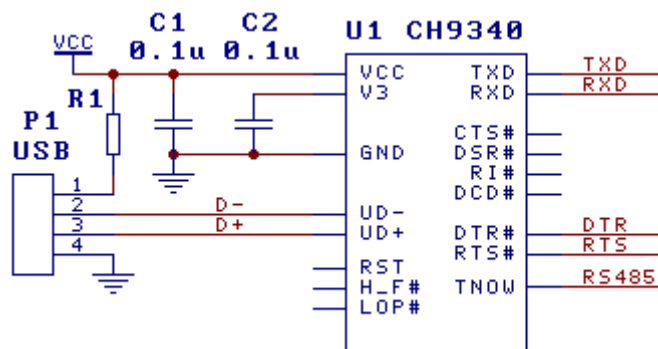 C1 C2 U1 CH9340
VCC 0.1u 0.1u
VCC TXD TXD
V3 RXD RXD
R1
P1
USB
CTS#
GND DSR#
RI#
DCD#
1
2 D- UD-
3 D+ UD+ DTR# DTR
4 RTS# RTS
RST
H_F# TNOW RS485
LOP#